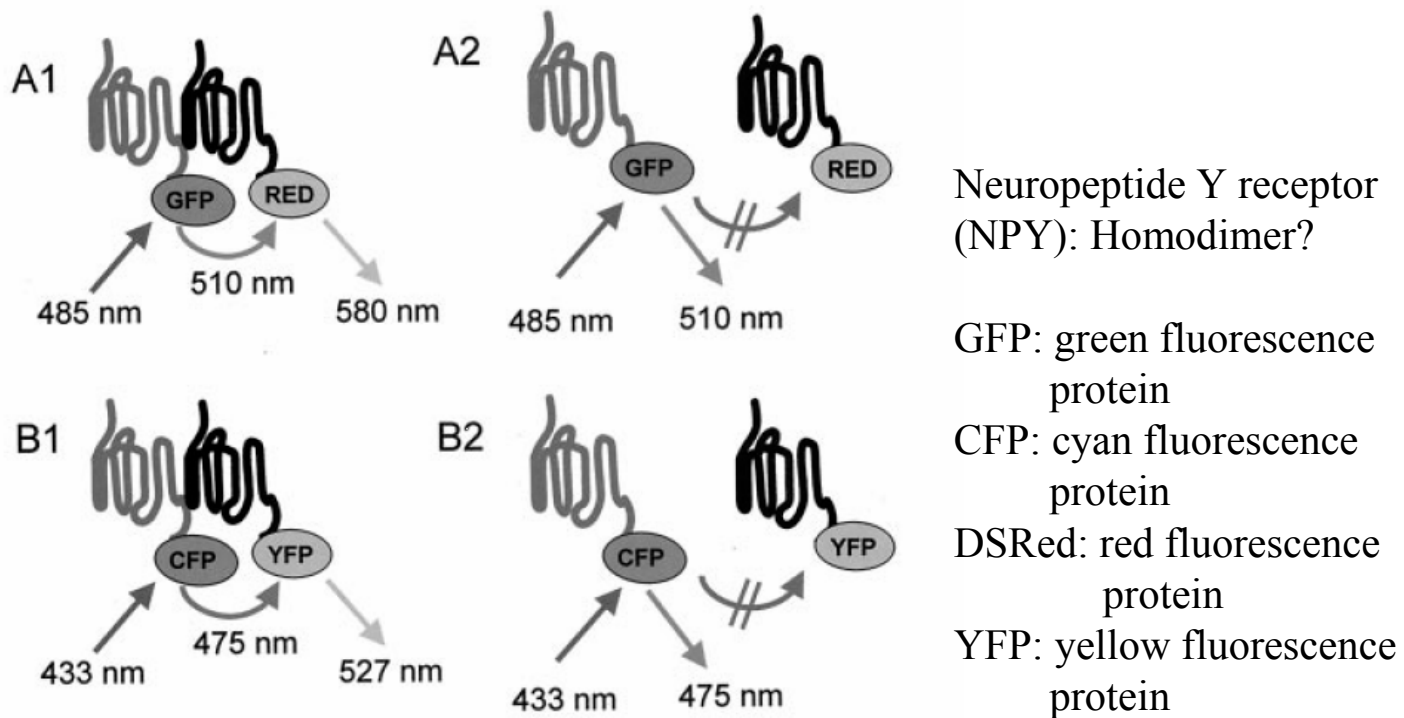 A1
GFP
RED
485 nm
510 nm
580 nm
A2
GFP
RED
485 nm
510 nm
B1
CFP
YFP
433 nm
475 nm
527 nm
B2
CFP
YFP
433 nm
475 nm
Neuropeptide Y receptor
(NPY): Homodimer?
GFP: green fluorescence
protein
CFP: cyan fluorescence
protein
DSRed: red fluorescence
protein
YFP: yellow fluorescence
protein